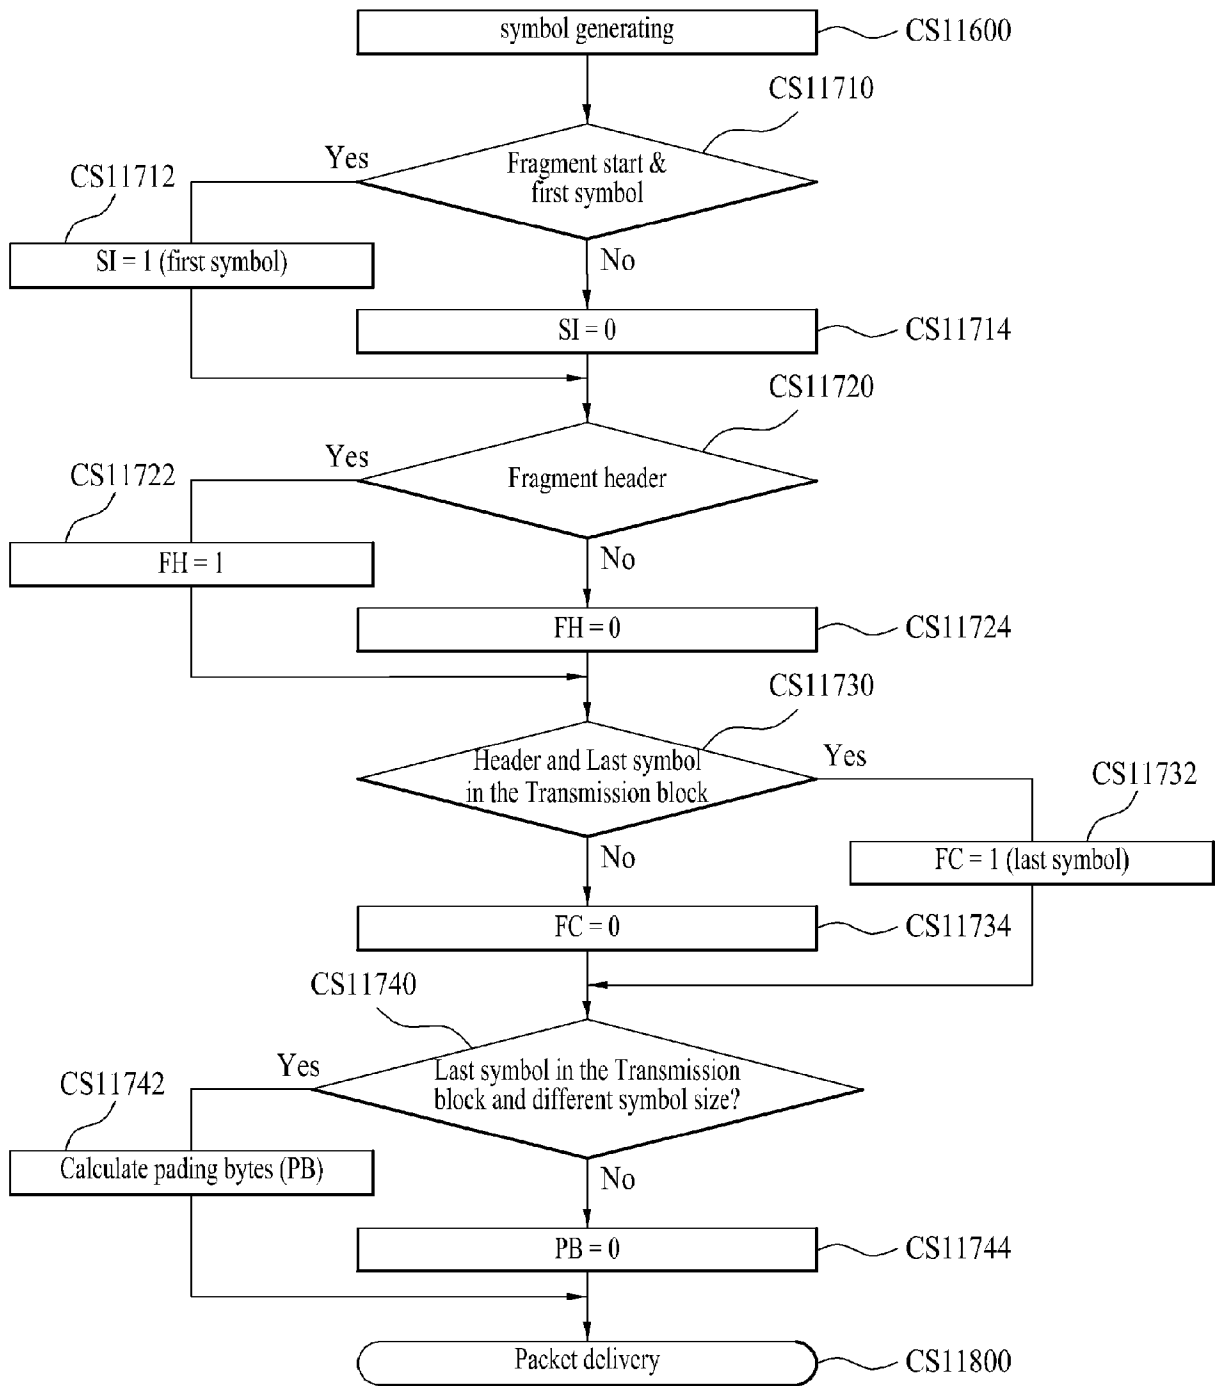 symbol generating
CS11600
CS11710
Fragment start &
first symbol
Yes
CS11712
SI = 1 (first symbol)
No
SI = 0
CS11714
CS11720
Fragment header
Yes
CS11722
FH = 1
No
FH = 0
CS11724
CS11730
Header and Last symbol
in the Transmission block
Yes
CS11732
FC = 1 (last symbol)
No
FC = 0
CS11734
CS11740
Last symbol in the Transmission
block and different symbol size?
Yes
CS11742
Calculate pading bytes (PB)
No
PB = 0
CS11744
Packet delivery
CS11800